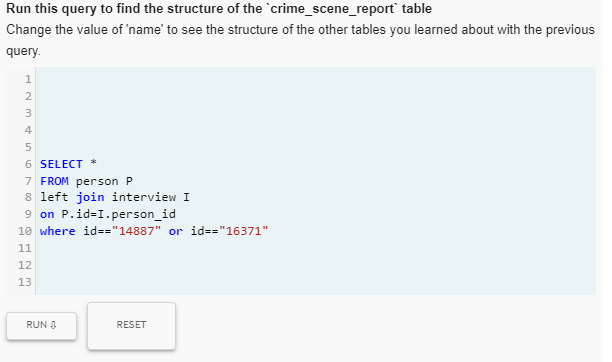 Run this query to find the structure of the `crime_scene_report` table
Change the value of 'name' to see the structure of the other tables you learned about with the previous
query.
1
2
3
4
5
6 SELECT *
7 FROM person P
8 left join interview I
9 on P.id=I.person_id
10 where id=="14887" or id=="16371"
11
12
13
RUN ⇩
RESET